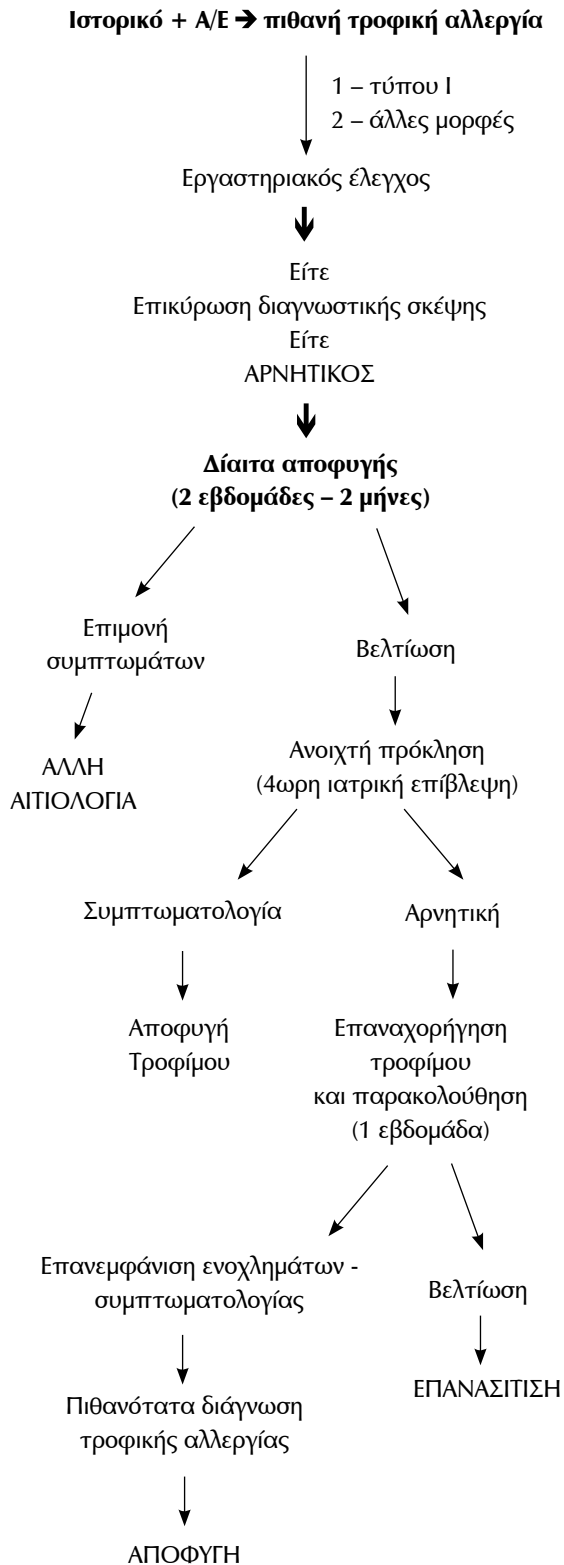 Ιστορικό + Α/Ε ➔ πιθανή τροφική αλλεργία
1 – τύπου Ι
2 – άλλες μορφές
Εργαστηριακός έλεγχος
Είτε
Επικύρωση διαγνωστικής σκέψης
Είτε
ΑΡΝΗΤΙΚΟΣ
Δίαιτα αποφυγής
(2 εβδομάδες – 2 μήνες)
Επιμονή
συμπτωμάτων
Βελτίωση
ΑΛΛΗ
ΑΙΤΙΟΛΟΓΙΑ
Ανοιχτή πρόκληση
(4ωρη ιατρική επίβλεψη)
Συμπτωματολογία
Αρνητική
Αποφυγή
Τροφίμου
Επαναχορήγηση
τροφίμου
και παρακολούθηση
(1 εβδομάδα)
Επανεμφάνιση ενοχλημάτων -
συμπτωματολογίας
Βελτίωση
Πιθανότατα διάγνωση
τροφικής αλλεργίας
ΕΠΑΝΑΣΙΤΙΣΗ
ΑΠΟΦΥΓΗ